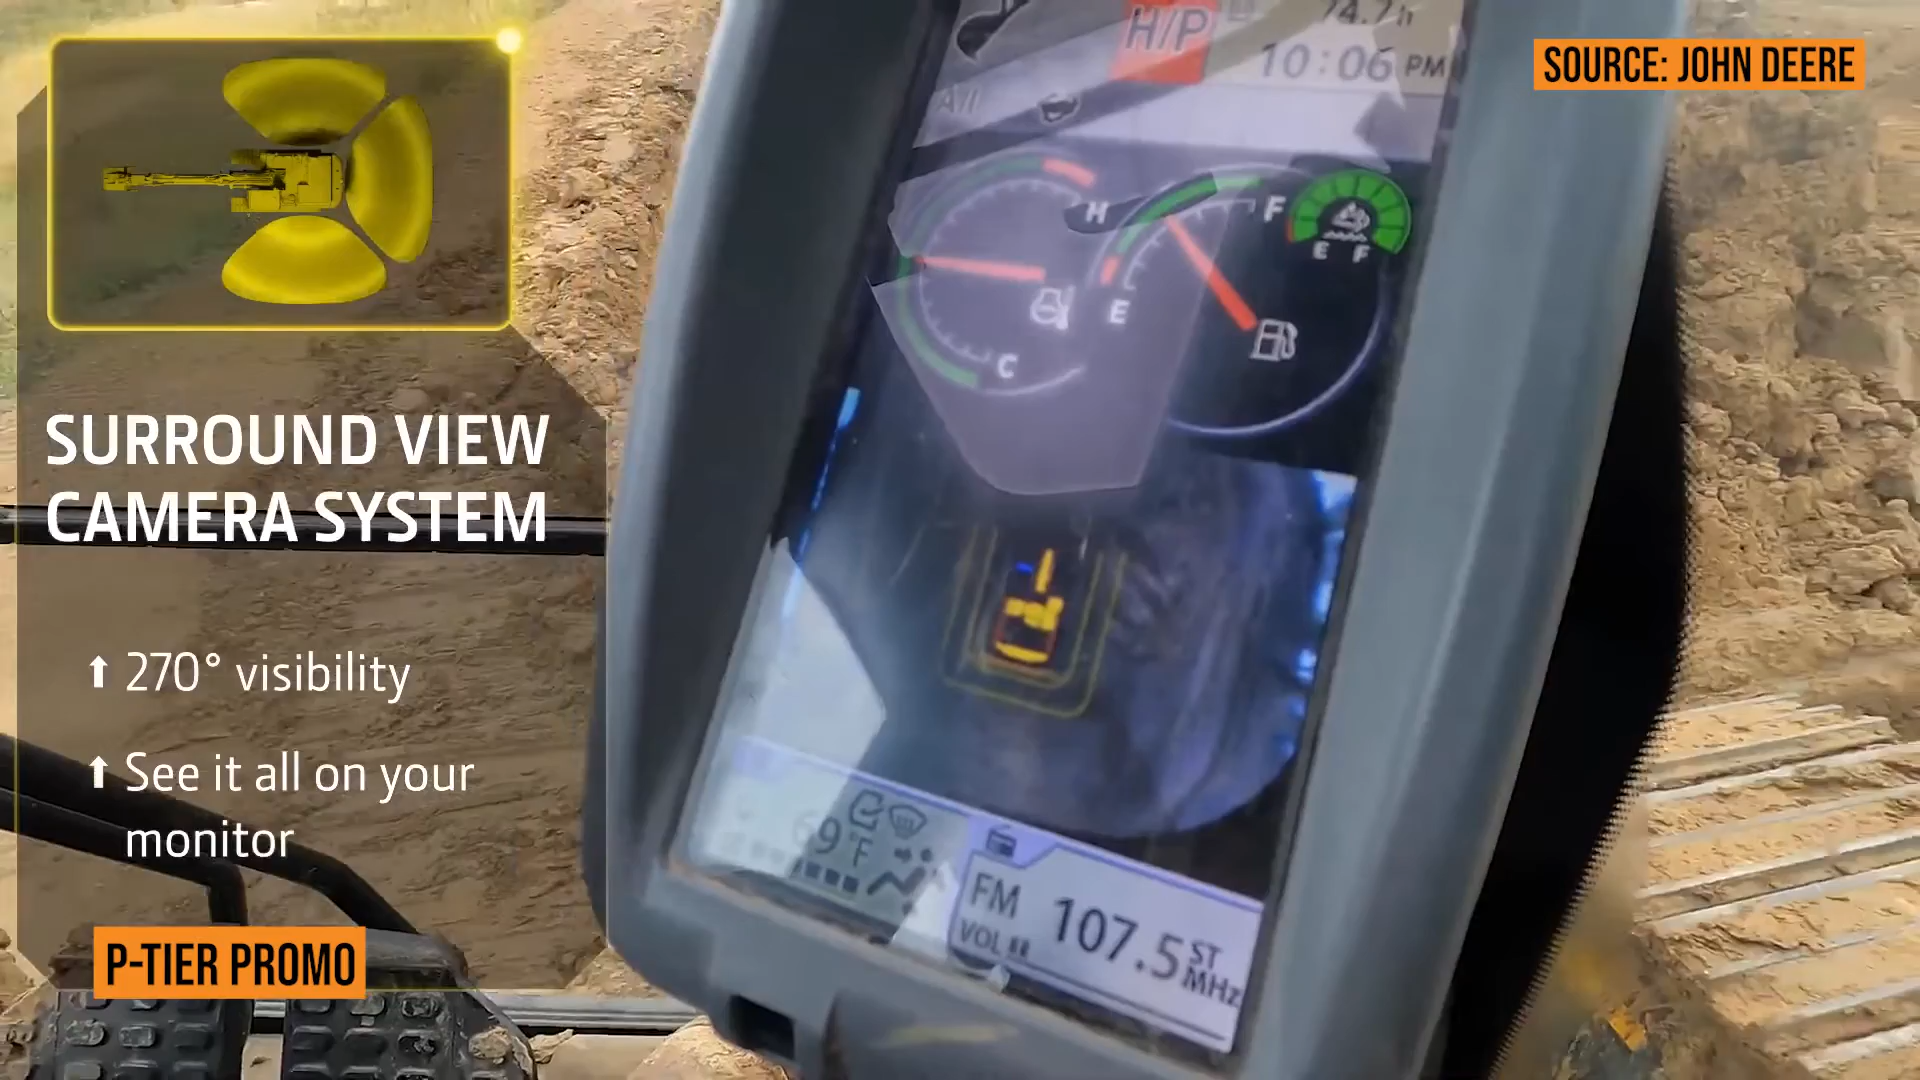 SOURCE: JOHN DEERE
H/P
10:06 PM
A/I
H
F
E
E F
C
SURROUND VIEW
CAMERA SYSTEM
270° visibility
See it all on your
monitor
69°F
FM 107.5 ST
VOL MHz
P-TIER PROMO